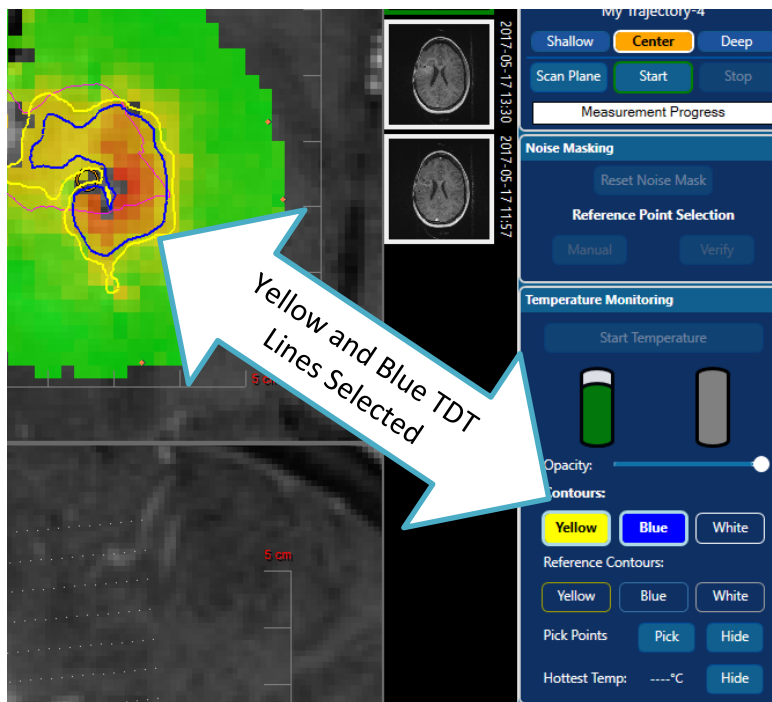 My Trajectory-4
Shallow
Center
Deep
Scan Plane
Start
Stop
Measurement Progress
2017-05-17 13:30
2017-05-17 11:57
Noise Masking
Reset Noise Mask
Reference Point Selection
Manual
Verify
Yellow and Blue TDT
Lines Selected
Temperature Monitoring
Start Temperature
5 cm
Opacity:
Contours:
Yellow
Blue
White
Reference Contours:
Yellow
Blue
White
5 cm
Pick Points
Pick
Hide
Hottest Temp:
----°C
Hide